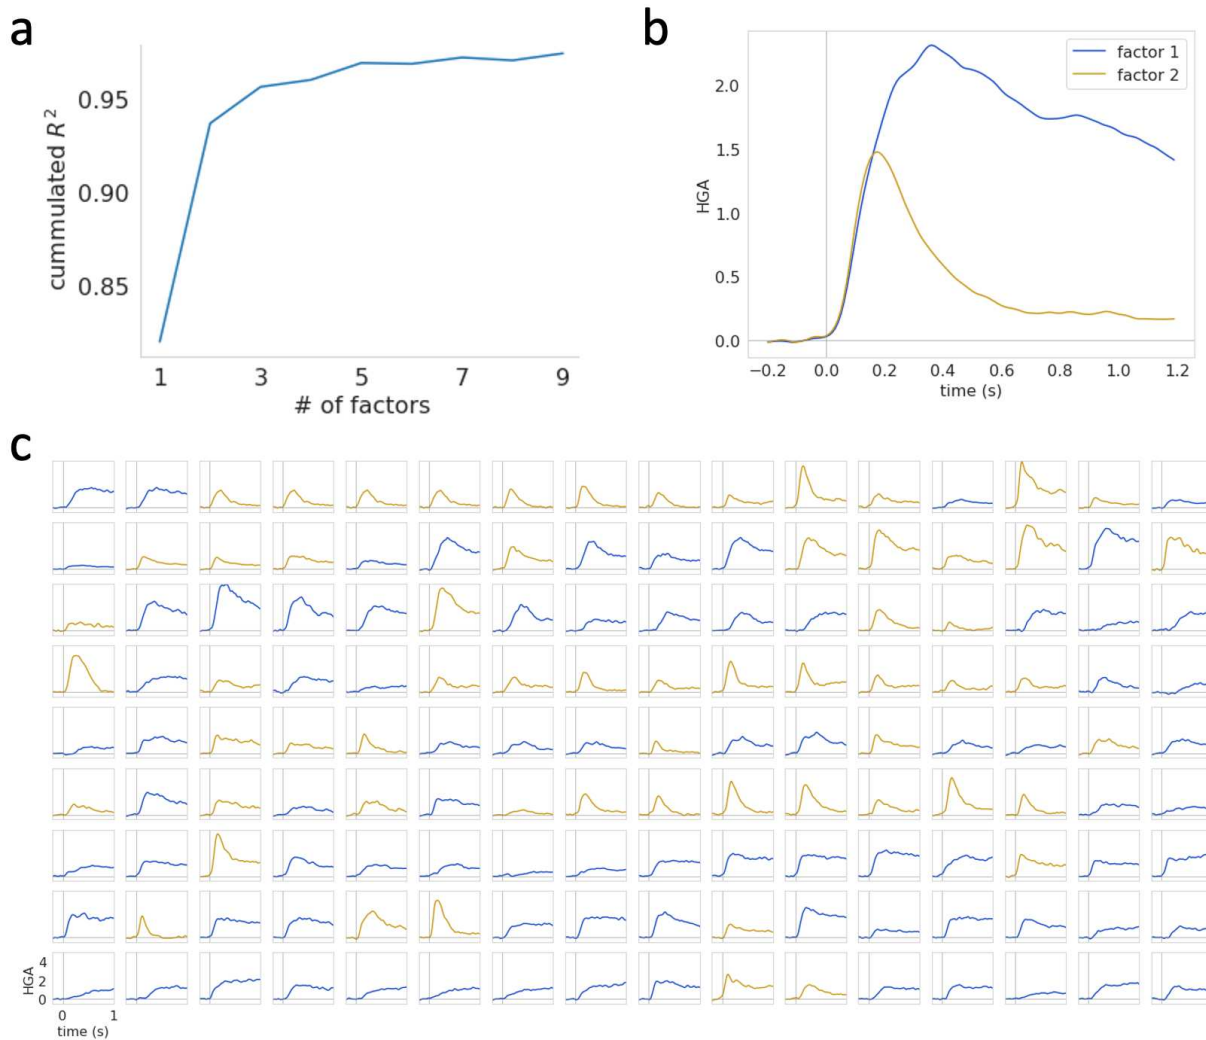 a
cummulated R²
0.95
0.90
0.85
1 3 5 7 9
# of factors
b
HGA
2.0
1.5
1.0
0.5
0.0
factor 1
factor 2
−0.2 0.0 0.2 0.4 0.6 0.8 1.0 1.2
time (s)
c
HGA
4
2
0
0 1
time (s)